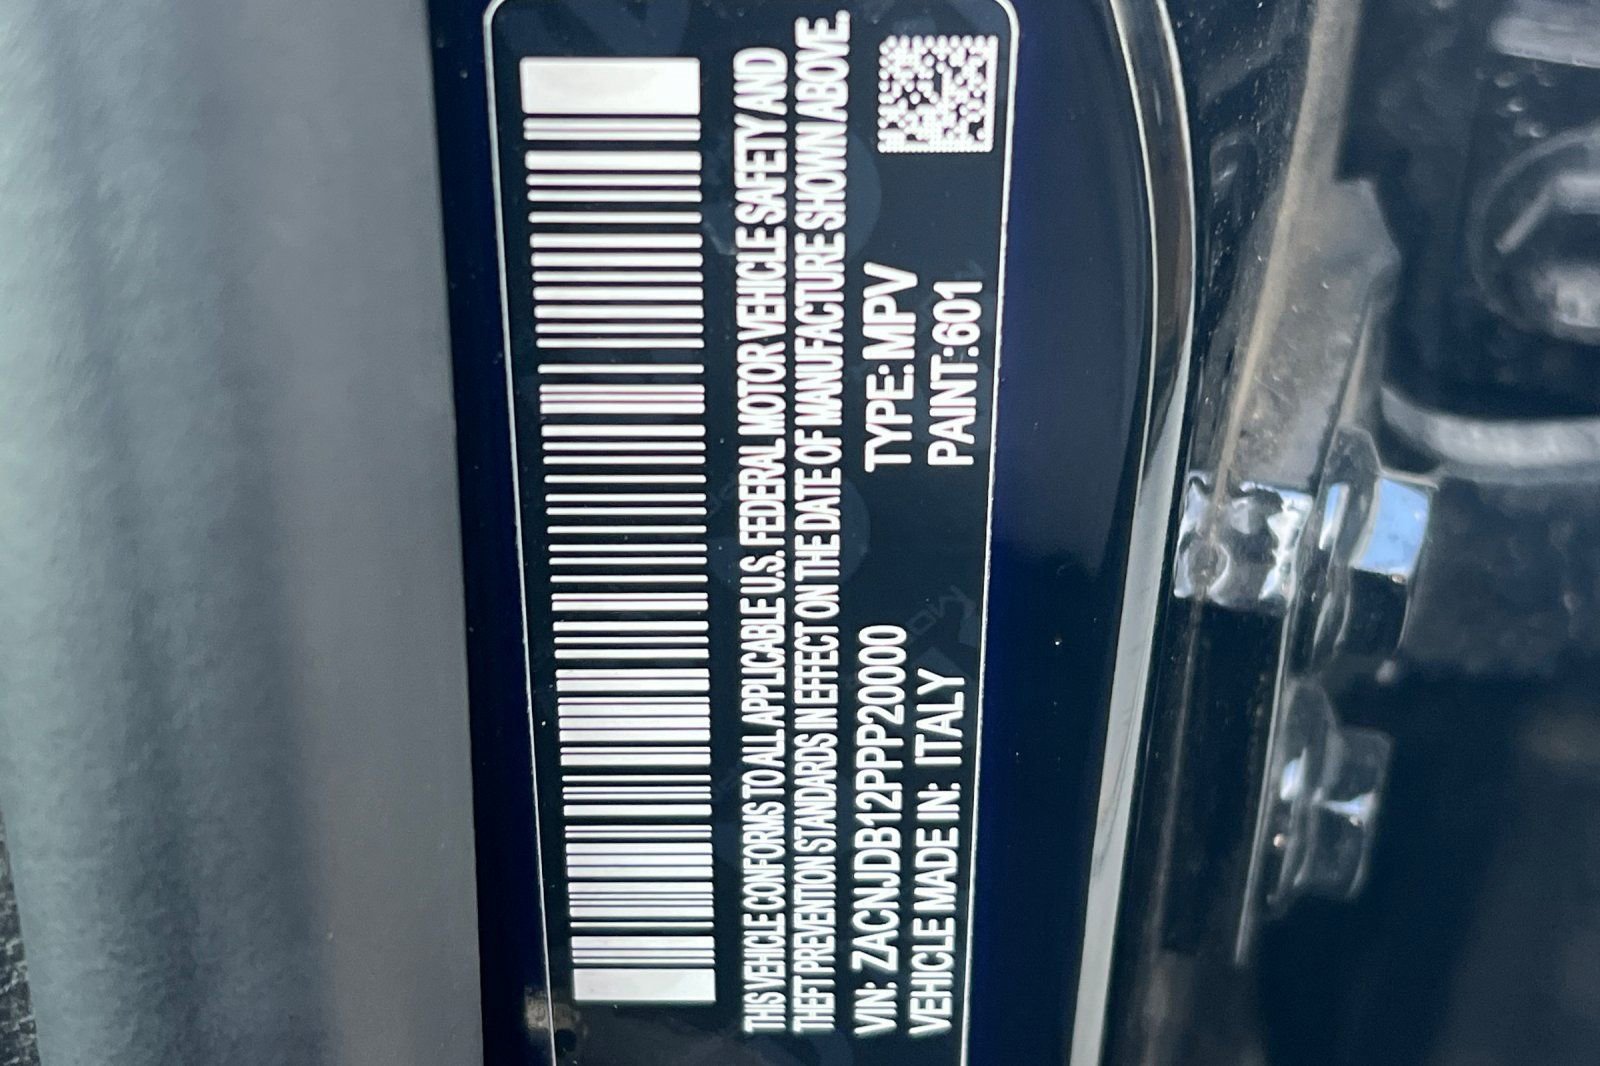 THIS VEHICLE CONFORMS TO ALL APPLICABLE U.S. FEDERAL MOTOR VEHICLE SAFETY AND
THEFT PREVENTION STANDARDS IN EFFECT ON THE DATE OF MANUFACTURE SHOWN ABOVE.
VIN: ZACNJDB12PPP20000 TYPE: MPV
VEHICLE MADE IN: ITALY PAINT:601